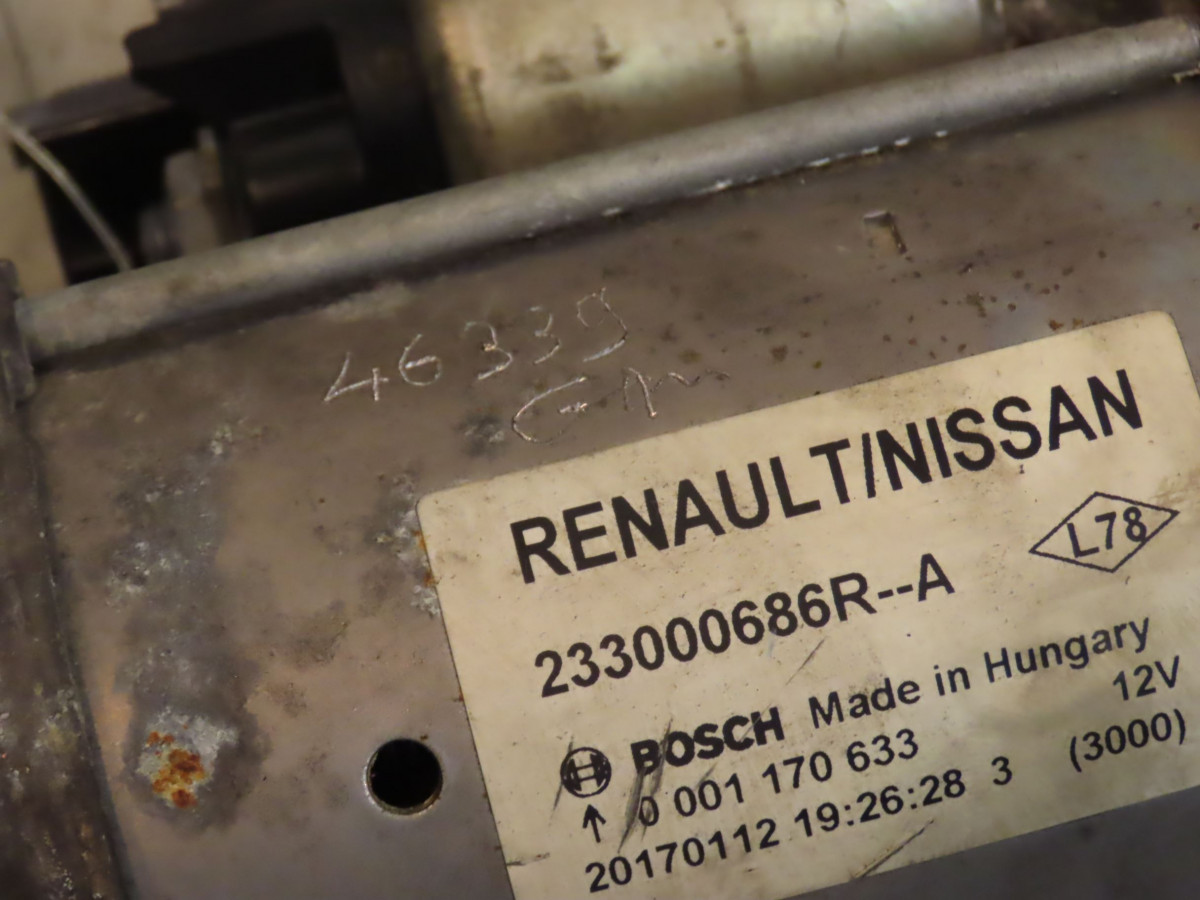 46339
RENAULT/NISSAN
L78
233000686R--A
BOSCH Made in Hungary
12V
0 001 170 633
(3000)
20170112 19:26:28 3